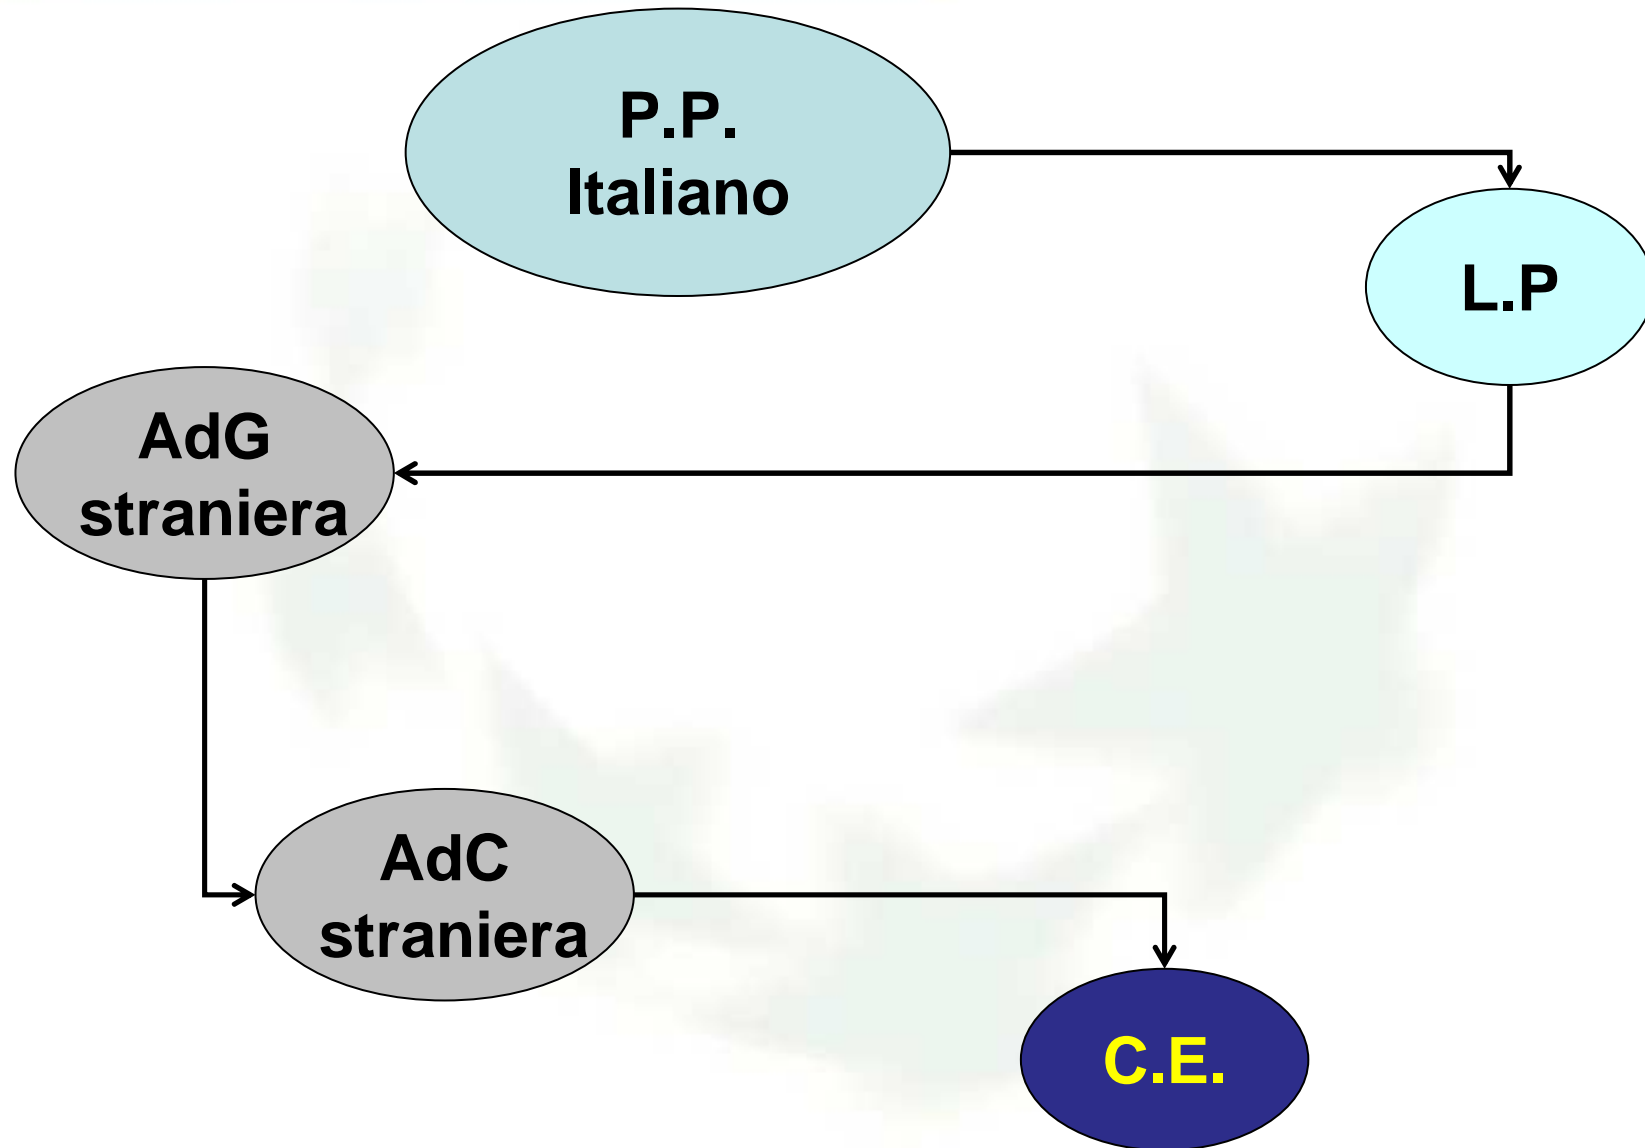 P.P.
Italiano
L.P
AdG
straniera
AdC
straniera
C.E.